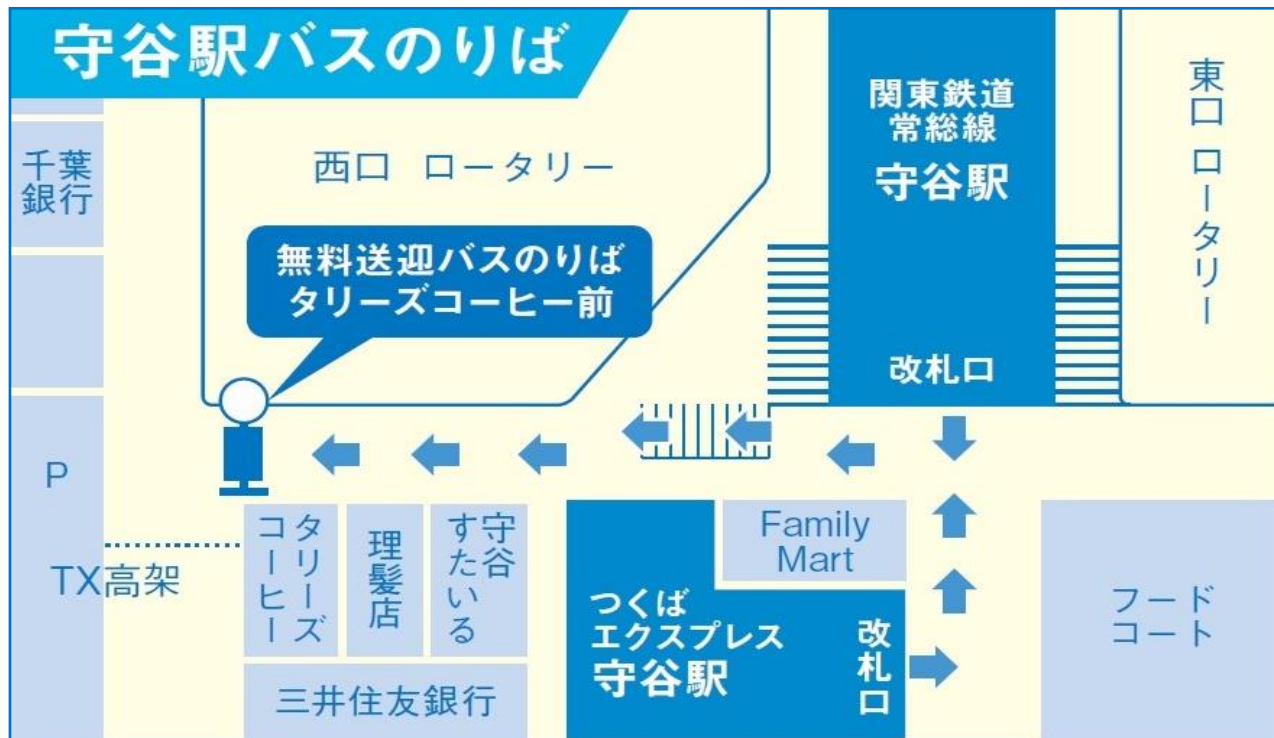 守谷駅バスのりば
関東鉄道
常総線
守谷駅
改札口
東口 ロータリー
西口 ロータリー
千葉
銀行
無料送迎バスのりば
タリーズコーヒー前
P
TX高架
タリーズ
コーヒー
理髪店
守谷
すたいる
三井住友銀行
Family
Mart
つくば
エクスプレス
守谷駅
改札口
フード
コート